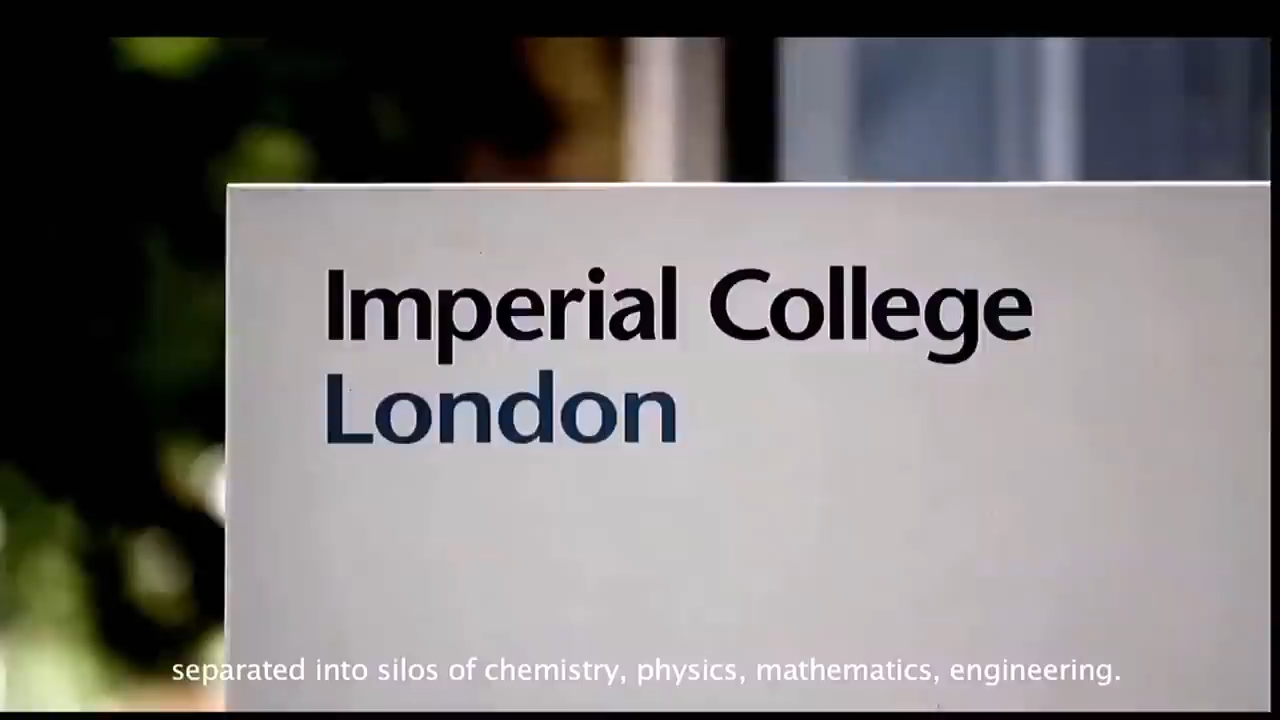 Imperial College
London
separated into silos of chemistry, physics, mathematics, engineering.